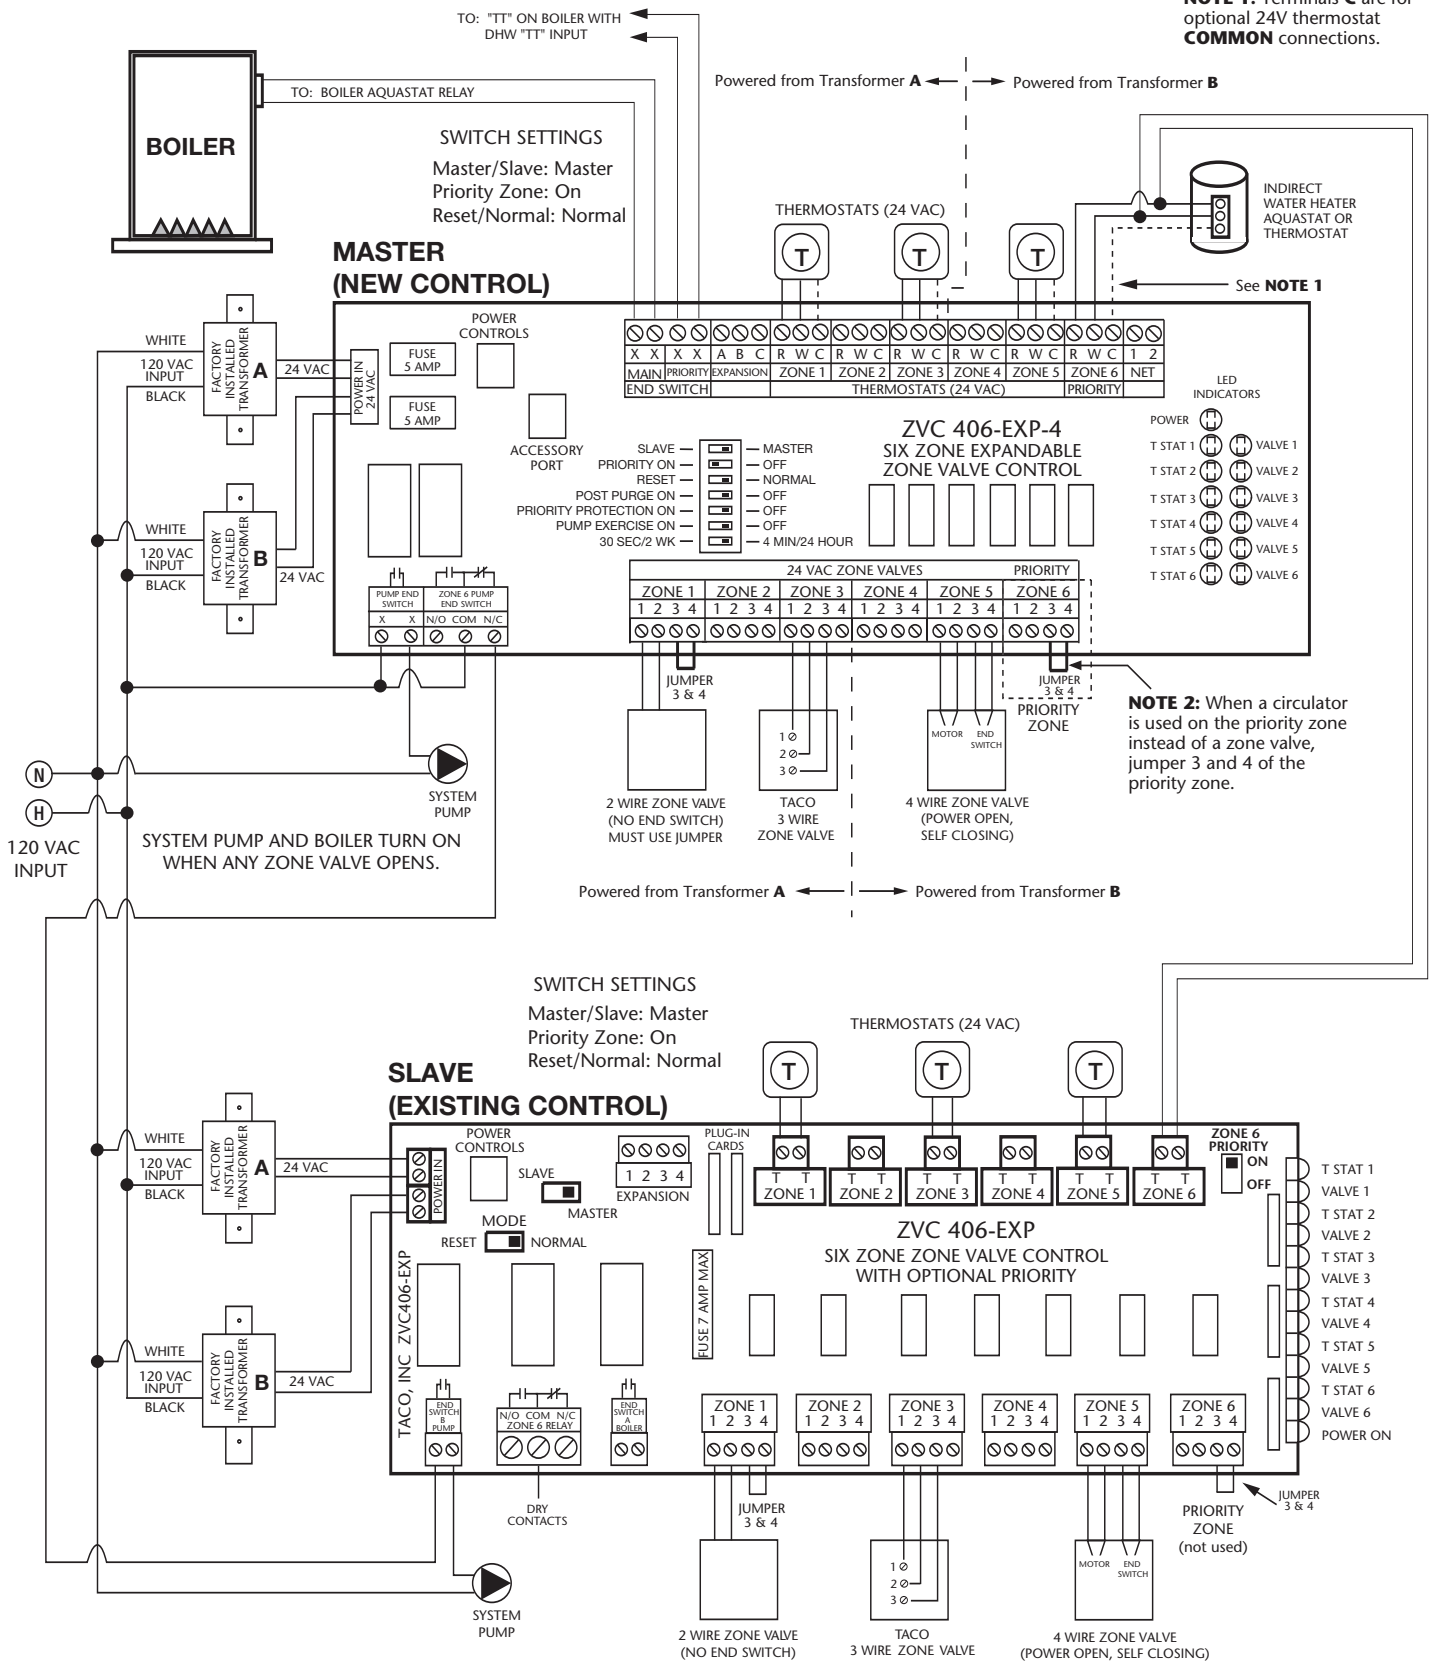 TO: "TT" ON BOILER WITH
DHW "TT" INPUT
optional 24V thermostat
COMMON connections.
Powered from Transformer A
Powered from Transformer B
TO: BOILER AQUASTAT RELAY
BOILER
SWITCH SETTINGS
Master/Slave: Master
Priority Zone: On
Reset/Normal: Normal
THERMOSTATS (24 VAC)
T
T
T
INDIRECT
WATER HEATER
AQUASTAT OR
THERMOSTAT
See NOTE 1
MASTER
(NEW CONTROL)
WHITE
120 VAC
INPUT
BLACK
FACTORY
INSTALLED
TRANSFORMER
A
24 VAC
POWER IN
24 VAC
FUSE
5 AMP
FUSE
5 AMP
POWER
CONTROLS
ACCESSORY
PORT
X X X X A B C R W C R W C R W C R W C R W C R W C 1 2
MAIN PRIORITY EXPANSION ZONE 1 ZONE 2 ZONE 3 ZONE 4 ZONE 5 ZONE 6 NET
END SWITCH THERMOSTATS (24 VAC) PRIORITY
ZVC 406-EXP-4
SIX ZONE EXPANDABLE
ZONE VALVE CONTROL
LED
INDICATORS
POWER
T STAT 1 VALVE 1
T STAT 2 VALVE 2
T STAT 3 VALVE 3
T STAT 4 VALVE 4
T STAT 5 VALVE 5
T STAT 6 VALVE 6
SLAVE MASTER
PRIORITY ON OFF
RESET NORMAL
POST PURGE ON OFF
PRIORITY PROTECTION ON OFF
PUMP EXERCISE ON OFF
30 SEC/2 WK 4 MIN/24 HOUR
WHITE
120 VAC
INPUT
BLACK
FACTORY
INSTALLED
TRANSFORMER
B
24 VAC
PUMP END
SWITCH
X X
ZONE 6 PUMP
END SWITCH
N/O COM N/C
24 VAC ZONE VALVES PRIORITY
ZONE 1 ZONE 2 ZONE 3 ZONE 4 ZONE 5 ZONE 6
1 2 3 4 1 2 3 4 1 2 3 4 1 2 3 4 1 2 3 4 1 2 3 4
JUMPER
3 & 4
JUMPER
3 & 4
PRIORITY
ZONE
NOTE 2: When a circulator
is used on the priority zone
instead of a zone valve,
jumper 3 and 4 of the
priority zone.
1
2
3
MOTOR
END
SWITCH
2 WIRE ZONE VALVE
(NO END SWITCH)
MUST USE JUMPER
TACO
3 WIRE
ZONE VALVE
4 WIRE ZONE VALVE
(POWER OPEN,
SELF CLOSING)
N
H
120 VAC
INPUT
SYSTEM
PUMP
SYSTEM PUMP AND BOILER TURN ON
WHEN ANY ZONE VALVE OPENS.
Powered from Transformer A
Powered from Transformer B
SWITCH SETTINGS
Master/Slave: Master
Priority Zone: On
Reset/Normal: Normal
THERMOSTATS (24 VAC)
T
T
T
SLAVE
(EXISTING CONTROL)
WHITE
120 VAC
INPUT
BLACK
FACTORY
INSTALLED
TRANSFORMER
A
24 VAC
POWER IN
POWER
CONTROLS
SLAVE
MASTER
MODE
RESET NORMAL
1 2 3 4
EXPANSION
PLUG-IN
CARDS
T T T T T T T T T T T T
ZONE 1 ZONE 2 ZONE 3 ZONE 4 ZONE 5 ZONE 6
ZONE 6
PRIORITY
ON
OFF
T STAT 1
VALVE 1
T STAT 2
VALVE 2
T STAT 3
VALVE 3
T STAT 4
VALVE 4
T STAT 5
VALVE 5
T STAT 6
VALVE 6
POWER ON
ZVC 406-EXP
SIX ZONE ZONE VALVE CONTROL
WITH OPTIONAL PRIORITY
TACO, INC ZVC406-EXP
FUSE 7 AMP MAX
WHITE
120 VAC
INPUT
BLACK
FACTORY
INSTALLED
TRANSFORMER
B
24 VAC
END
SWITCH
B
PUMP
N/O COM N/C
ZONE 6 RELAY
END
SWITCH
A
BOILER
DRY
CONTACTS
ZONE 1 ZONE 2 ZONE 3 ZONE 4 ZONE 5 ZONE 6
1 2 3 4 1 2 3 4 1 2 3 4 1 2 3 4 1 2 3 4 1 2 3 4
JUMPER
3 & 4
JUMPER
3 & 4
PRIORITY
ZONE
(not used)
1
2
3
MOTOR
END
SWITCH
SYSTEM
PUMP
2 WIRE ZONE VALVE
(NO END SWITCH)
TACO
3 WIRE ZONE VALVE
4 WIRE ZONE VALVE
(POWER OPEN, SELF CLOSING)